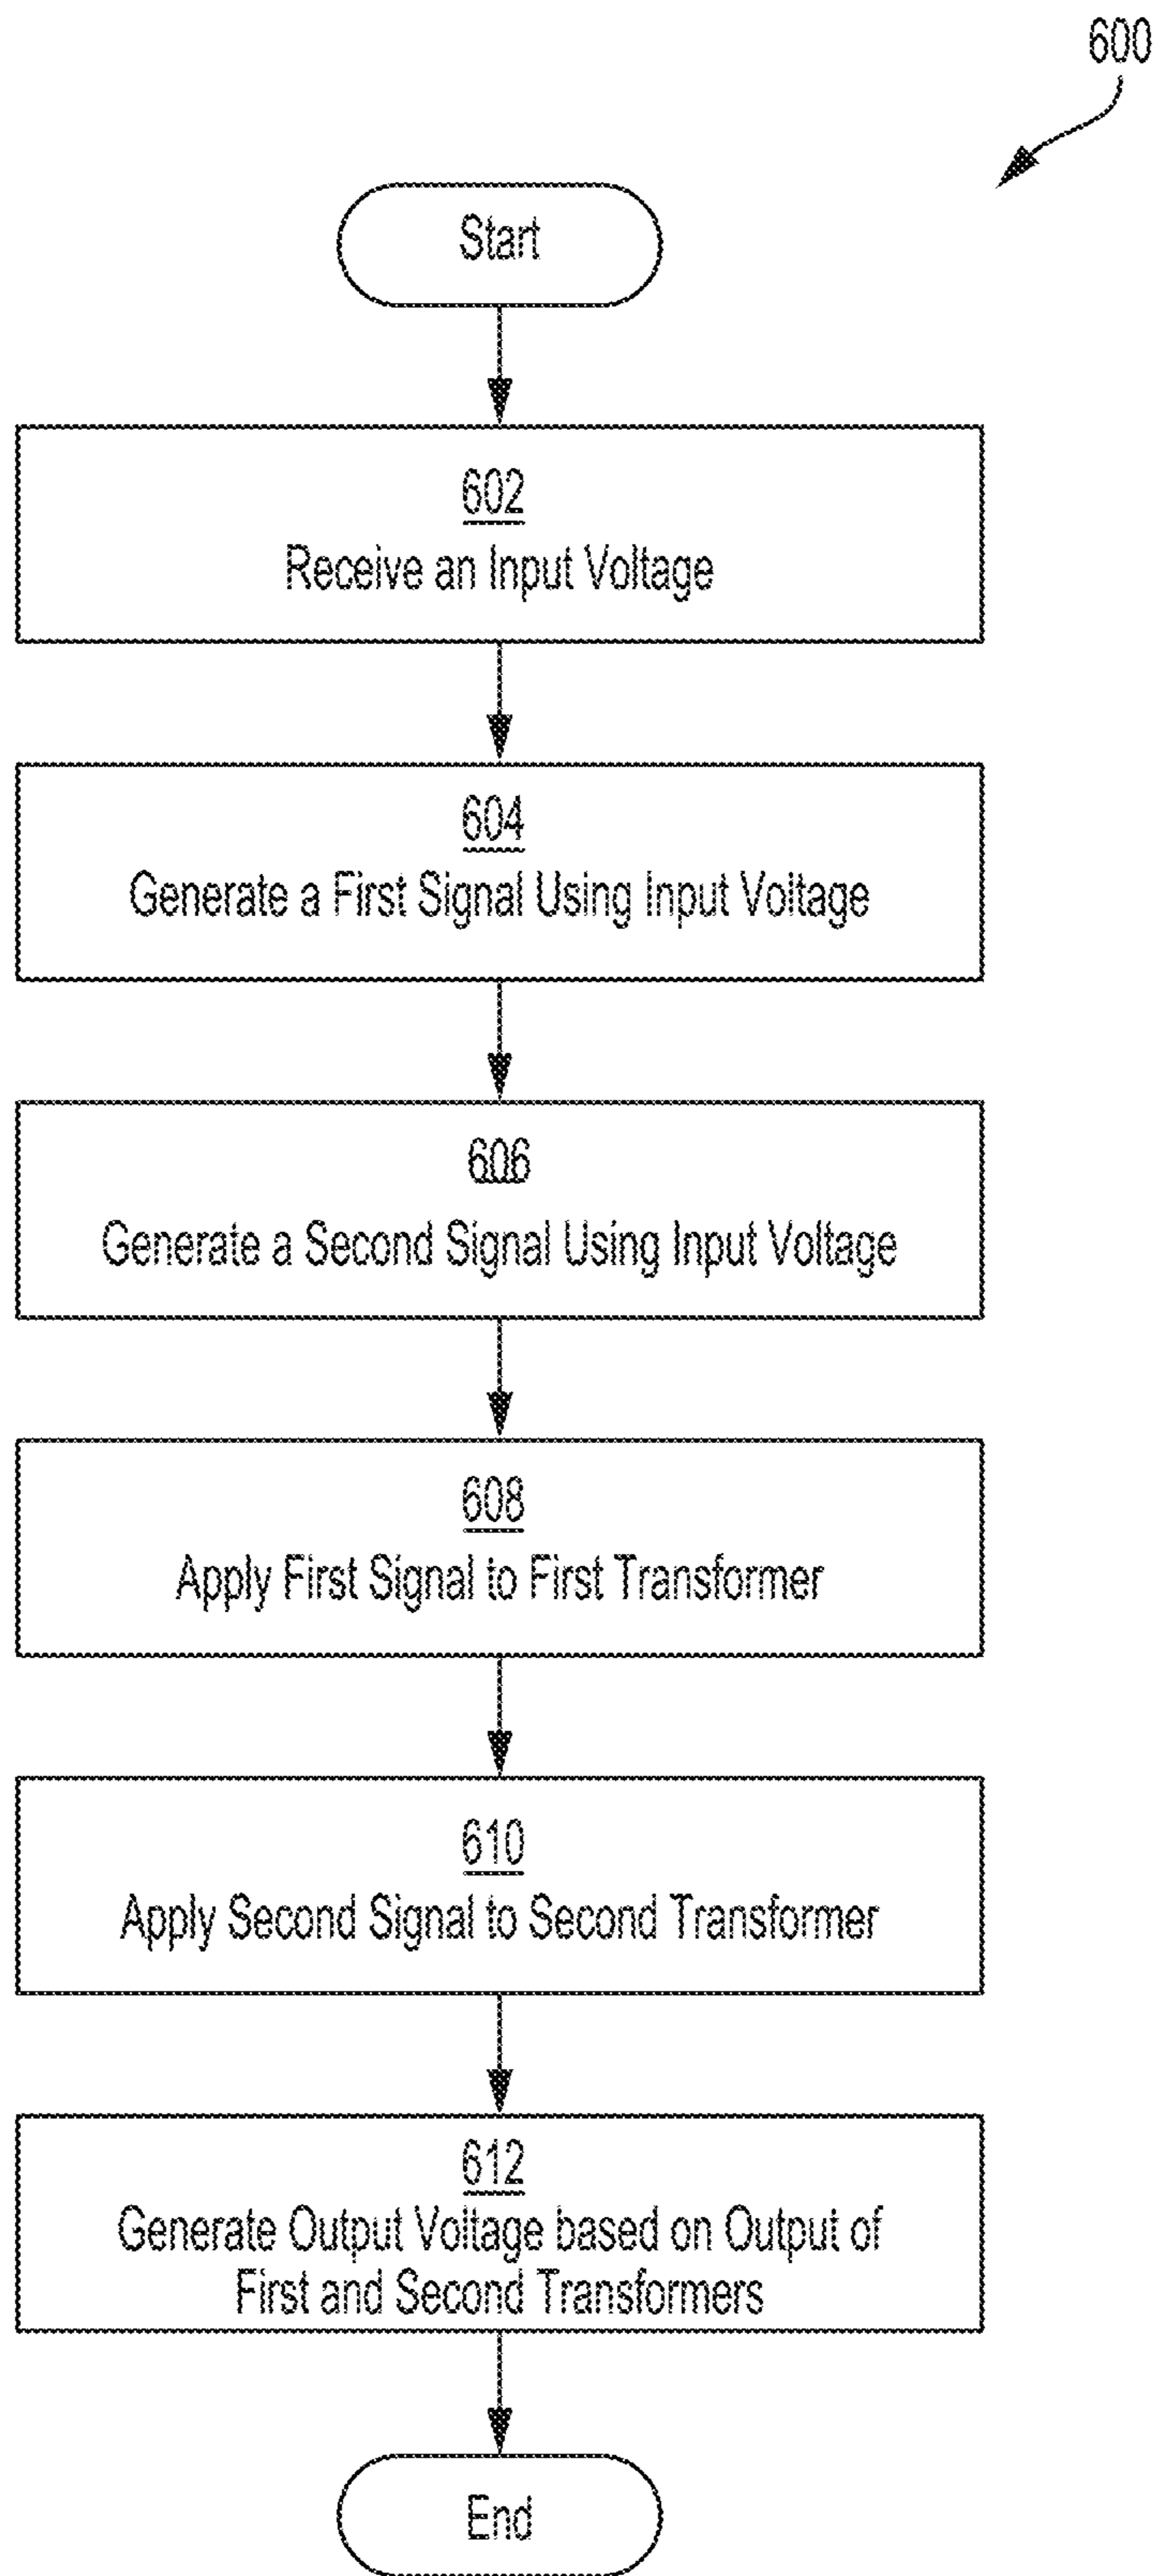 600
Start
602
Receive an Input Voltage
604
Generate a First Signal Using Input Voltage
606
Generate a Second Signal Using Input Voltage
608
Apply First Signal to First Transformer
610
Apply Second Signal to Second Transformer
612
Generate Output Voltage based on Output of
First and Second Transformers
End